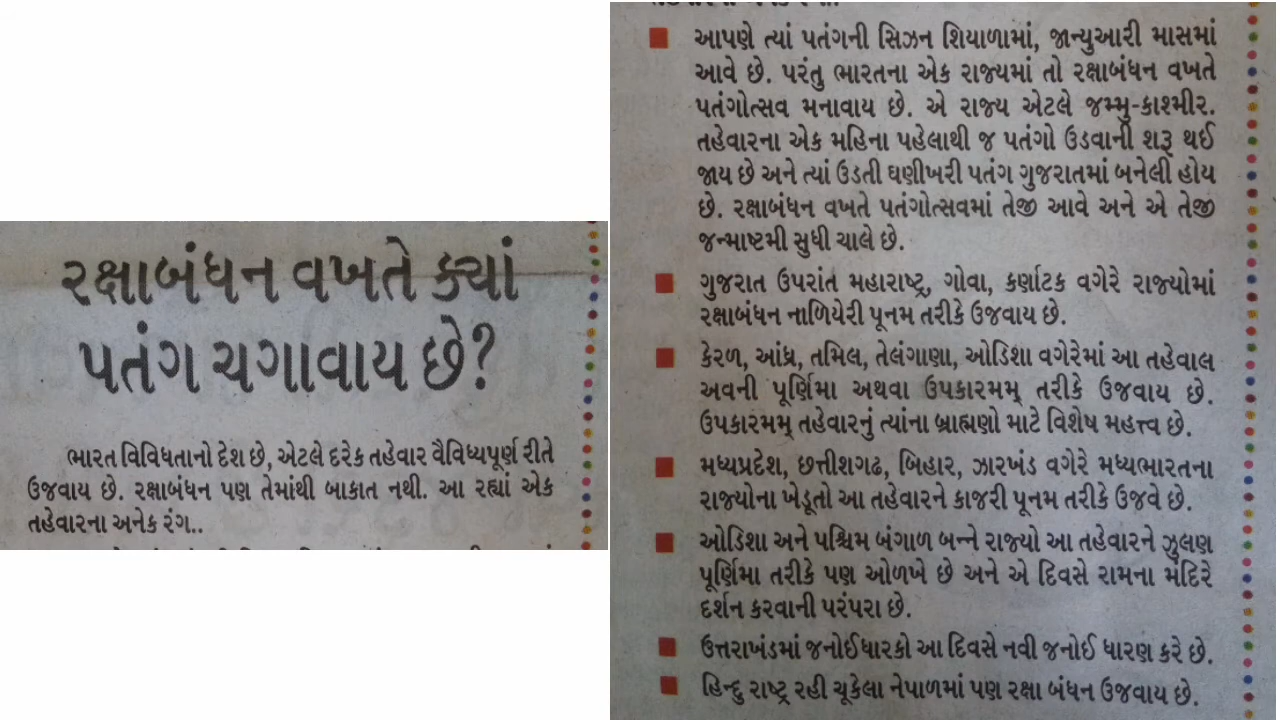 રક્ષાબંધન વખતે ક્યાં
પતંગ ચગાવાય છે?
ભારત વિવિધતાનો દેશ છે, એટલે દરેક તહેવાર વૈવિધ્યપૂર્ણ રીતે
ઉજવાય છે. રક્ષાબંધન પણ તેમાંથી બાકાત નથી. આ રહ્યાં એક
તહેવારના અનેક રંગ..
આપણે ત્યાં પતંગની સિઝન શિયાળામાં, જાન્યુઆરી માસમાં
આવે છે. પરંતુ ભારતના એક રાજ્યમાં તો રક્ષાબંધન વખતે
પતંગોત્સવ મનાવાય છે. એ રાજ્ય એટલે જમ્મુ-કાશ્મીર.
તહેવારના એક મહિના પહેલાથી જ પતંગો ઉડવાની શરૂ થઈ
જાય છે અને ત્યાં ઉડતી ઘણીખરી પતંગ ગુજરાતમાં બનેલી હોય
છે. રક્ષાબંધન વખતે પતંગોત્સવમાં તેજી આવે અને એ તેજી
જન્માષ્ટમી સુધી ચાલે છે.
ગુજરાત ઉપરાંત મહારાષ્ટ્ર, ગોવા, કર્ણાટક વગેરે રાજ્યોમાં
રક્ષાબંધન નાળિયેરી પૂનમ તરીકે ઉજવાય છે.
કેરળ, આંધ્ર, તમિલ, તેલંગાણા, ઓડિશા વગેરેમાં આ તહેવાલ
અવની પૂર્ણિમા અથવા ઉપકારમમ્ તરીકે ઉજવાય છે.
ઉપકારમમ્ તહેવારનું ત્યાંના બ્રાહ્મણો માટે વિશેષ મહત્ત્વ છે.
મધ્યપ્રદેશ, છત્તીશગઢ, બિહાર, ઝારખંડ વગેરે મધ્યભારતના
રાજ્યોના ખેડૂતો આ તહેવારને કાજરી પૂનમ તરીકે ઉજવે છે.
ઓડિશા અને પશ્ચિમ બંગાળ બન્ને રાજ્યો આ તહેવારને ઝુલણ
પૂર્ણિમા તરીકે પણ ઓળખે છે અને એ દિવસે રામના મંદિરે
દર્શન કરવાની પરંપરા છે.
ઉત્તરાખંડમાં જનોઈધારકો આ દિવસે નવી જનોઈ ધારણ કરે છે.
હિન્દુ રાષ્ટ્ર રહી ચૂકેલા નેપાળમાં પણ રક્ષા બંધન ઉજવાય છે.